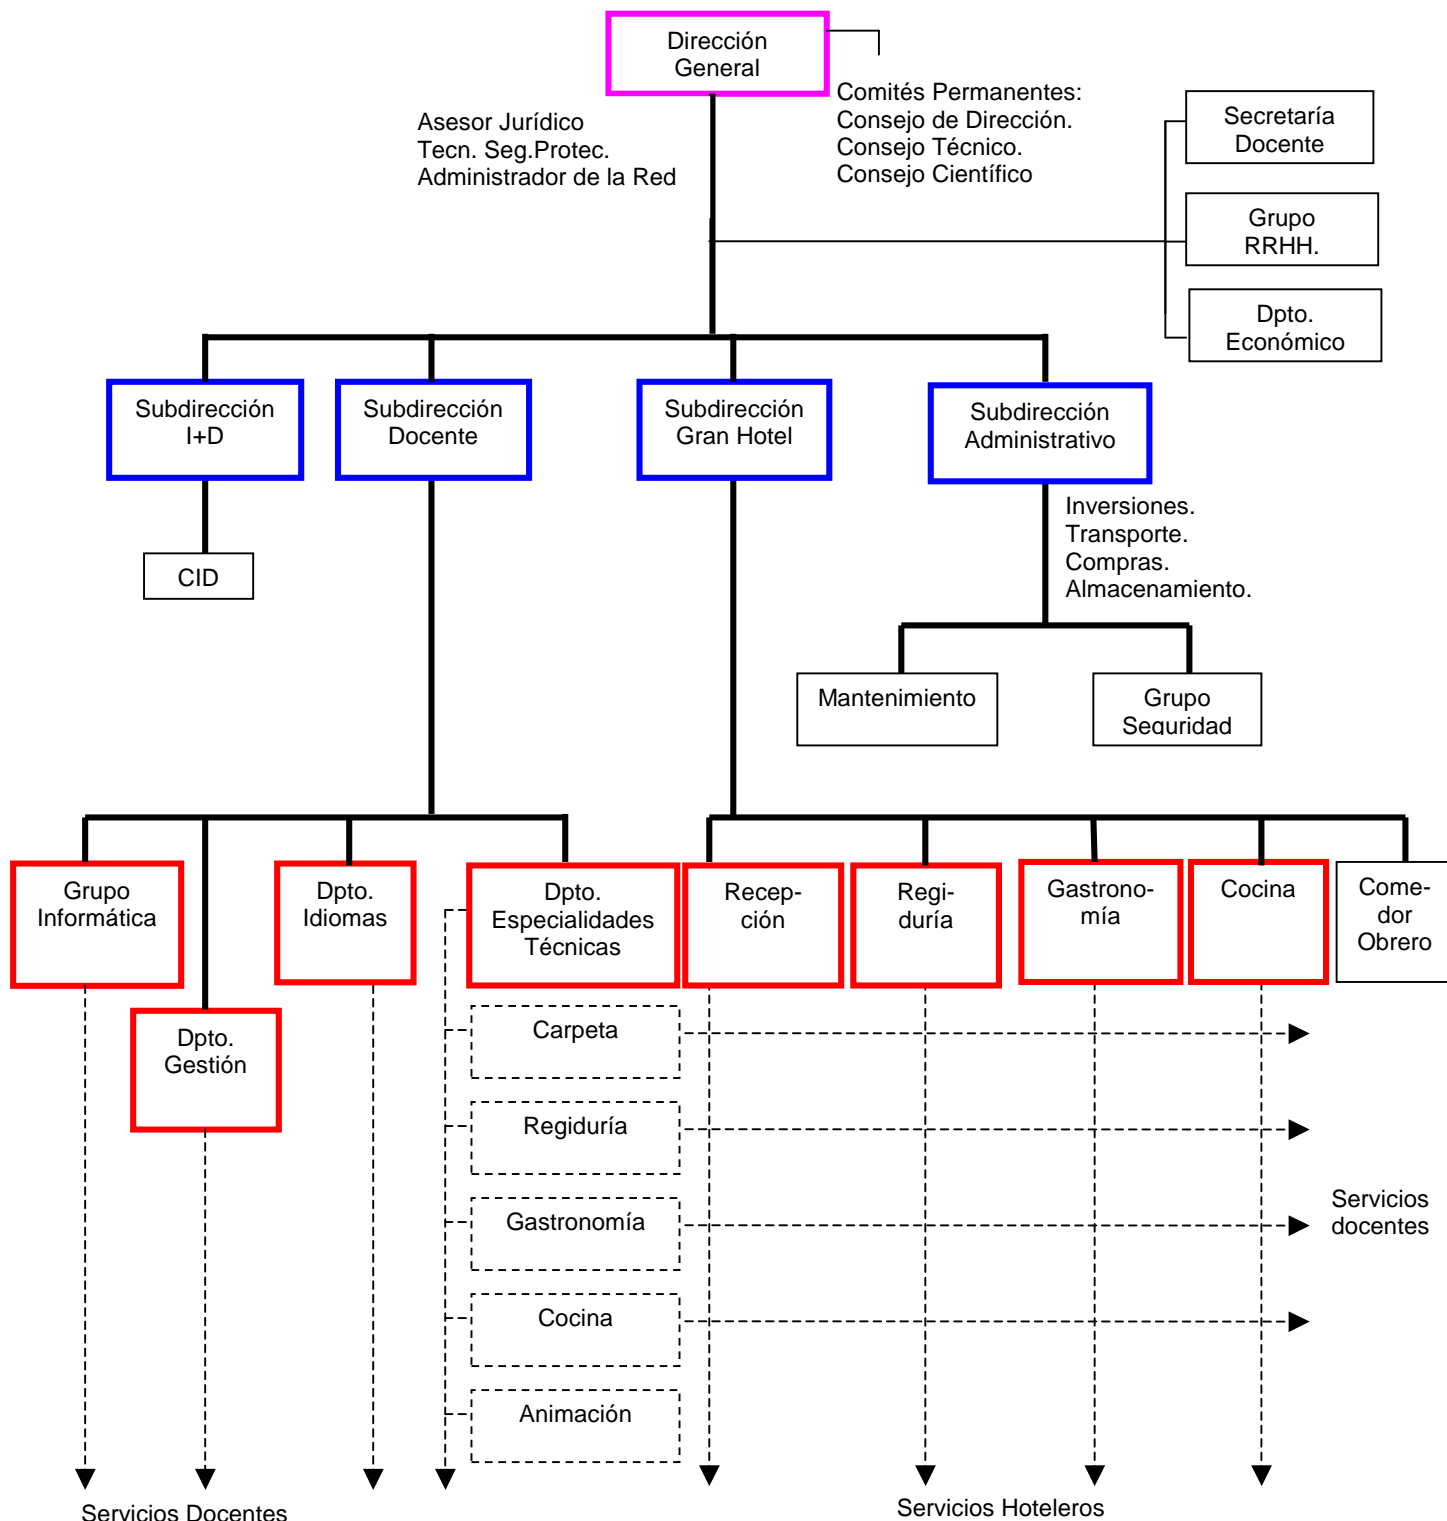 Dirección
General
Comités Permanentes:
Consejo de Dirección.
Consejo Técnico.
Consejo Científico
Asesor Jurídico
Tecn. Seg.Protec.
Administrador de la Red
Secretaría
Docente
Grupo
RRHH.
Dpto.
Económico
Subdirección
I+D
Subdirección
Docente
Subdirección
Gran Hotel
Subdirección
Administrativo
Inversiones.
Transporte.
Compras.
Almacenamiento.
CID
Mantenimiento
Grupo
Seguridad
Grupo
Informática
Dpto.
Idiomas
Dpto.
Especialidades
Técnicas
Recep-
ción
Regi-
duría
Gastrono-
mía
Cocina
Come-
dor
Obrero
Dpto.
Gestión
Carpeta
Regiduría
Gastronomía
Cocina
Animación
Servicios
docentes
Servicios Docentes
Servicios Hoteleros